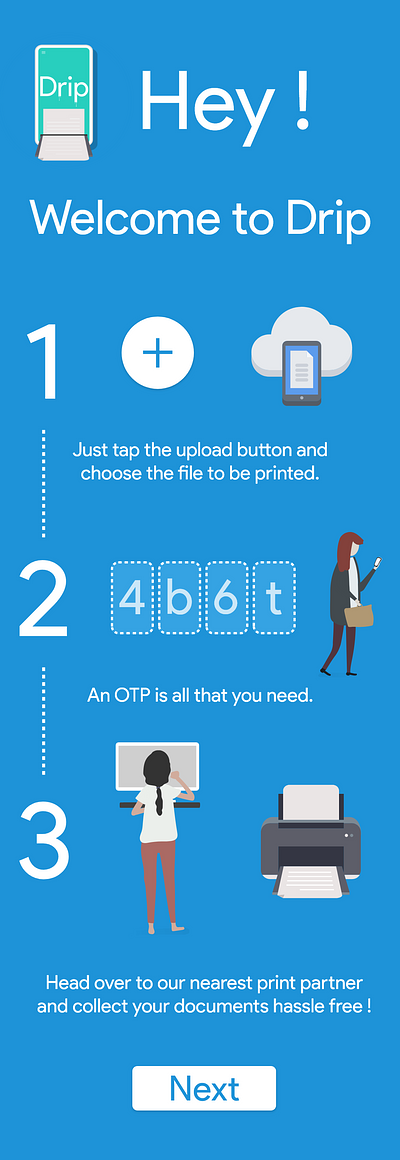 Drip
Hey !
Welcome to Drip
1
Just tap the upload button and
choose the file to be printed.
2
4 b 6 t
An OTP is all that you need.
3
Head over to our nearest print partner
and collect your documents hassle free !
Next